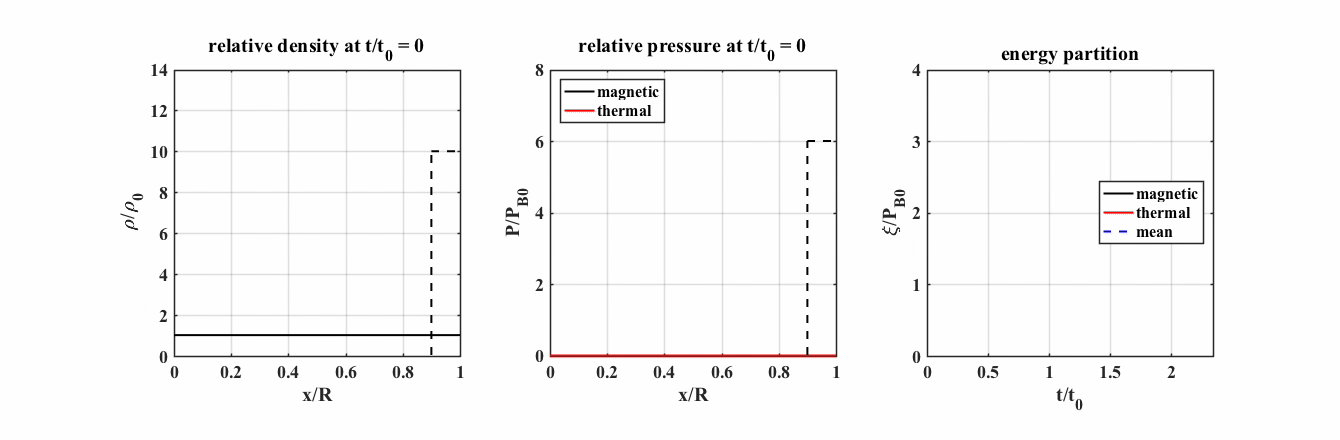 relative density at t/t0 = 0
14
12
10
8
6
4
2
0
ρ/ρ0
0 0.2 0.4 0.6 0.8 1
x/R
relative pressure at t/t0 = 0
8
6
4
2
0
P/PB0
magnetic
thermal
0 0.2 0.4 0.6 0.8 1
x/R
energy partition
4
3
2
1
0
ξ/PB0
magnetic
thermal
mean
0 0.5 1 1.5 2
t/t0